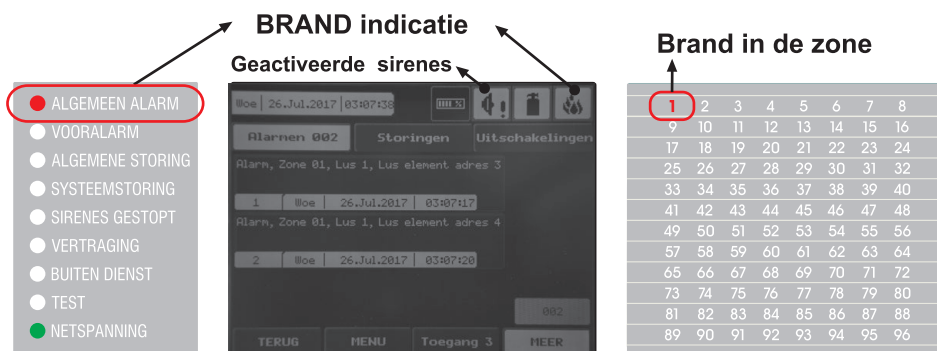 BRAND indicatie
Geactiveerde sirenes
Brand in de zone
ALGEMEEN ALARM
VOORALARM
ALGEMENE STORING
SYSTEEMSTORING
SIRENES GESTOPT
VERTRAGING
BUITEN DIENST
TEST
NETSPANNING
Woe 26.Jul.2017 03:07:38
Alarmen 002 Storingen Uitschakelingen
Alarm, Zone 01, Lus 1, Lus element adres 3
1 Woe 26.Jul.2017 03:07:17
Alarm, Zone 01, Lus 1, Lus element adres 4
2 Woe 26.Jul.2017 03:07:20
002
TERUG MENU Toegang 3 MEER
1 2 3 4 5 6 7 8
9 10 11 12 13 14 15 16
17 18 19 20 21 22 23 24
25 26 27 28 29 30 31 32
33 34 35 36 37 38 39 40
41 42 43 44 45 46 47 48
49 50 51 52 53 54 55 56
57 58 59 60 61 62 63 64
65 66 67 68 69 70 71 72
73 74 75 76 77 78 79 80
81 82 83 84 85 86 87 88
89 90 91 92 93 94 95 96